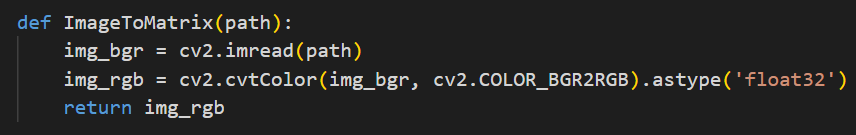 def ImageToMatrix(path):
    img_bgr = cv2.imread(path)
    img_rgb = cv2.cvtColor(img_bgr, cv2.COLOR_BGR2RGB).astype('float32')
    return img_rgb